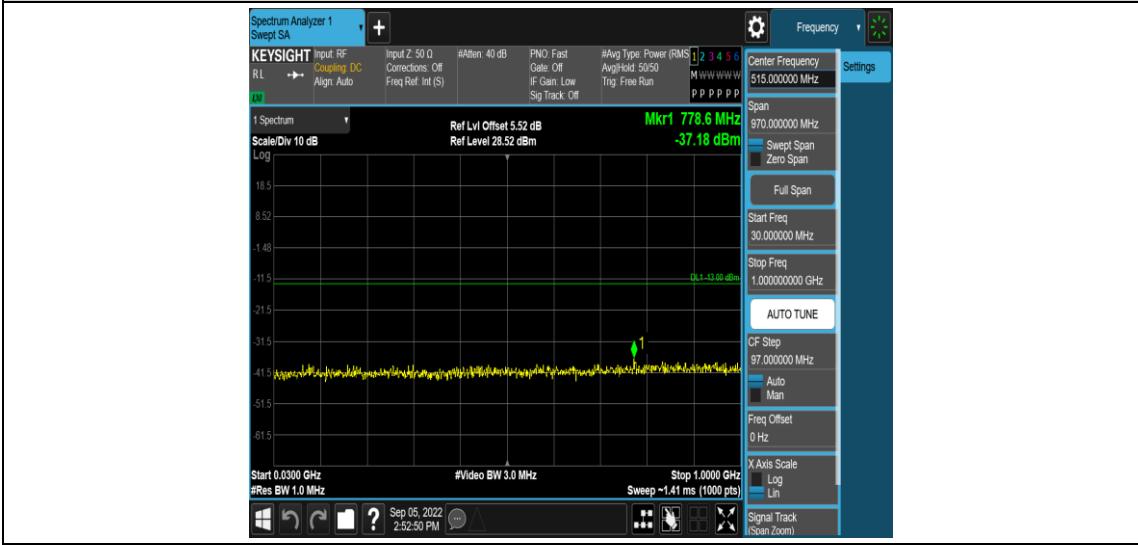 Spectrum Analyzer 1
Swept SA
+
Frequency
KEYSIGHT
RL
LM
Input: RF
Coupling: DC
Align: Auto
Input Z: 50 Ω
Corrections: Off
Freq Ref: Int (S)
#Atten: 40 dB
PNO: Fast
Gate: Off
IF Gain: Low
Sig Track: Off
#Avg Type: Power (RMS
Avg|Hold: 50/50
Trig: Free Run
1 2 3 4 5 6
M W W W W W
P P P P P P
1 Spectrum
Scale/Div 10 dB
Log
Ref Lvl Offset 5.52 dB
Ref Level 28.52 dBm
Mkr1 778.6 MHz
-37.18 dBm
18.5
8.52
-1.48
-11.5
DL1 -13.00 dBm
-21.5
-31.5
1
-41.5
-51.5
-61.5
Start 0.0300 GHz
#Video BW 3.0 MHz
Stop 1.0000 GHz
#Res BW 1.0 MHz
Sweep ~1.41 ms (1000 pts)
?
Sep 05, 2022
2:52:50 PM
Center Frequency
515.000000 MHz
Settings
Span
970.000000 MHz
Swept Span
Zero Span
Full Span
Start Freq
30.000000 MHz
Stop Freq
1.000000000 GHz
AUTO TUNE
CF Step
97.000000 MHz
Auto
Man
Freq Offset
0 Hz
X Axis Scale
Log
Lin
Signal Track
(Span Zoom)